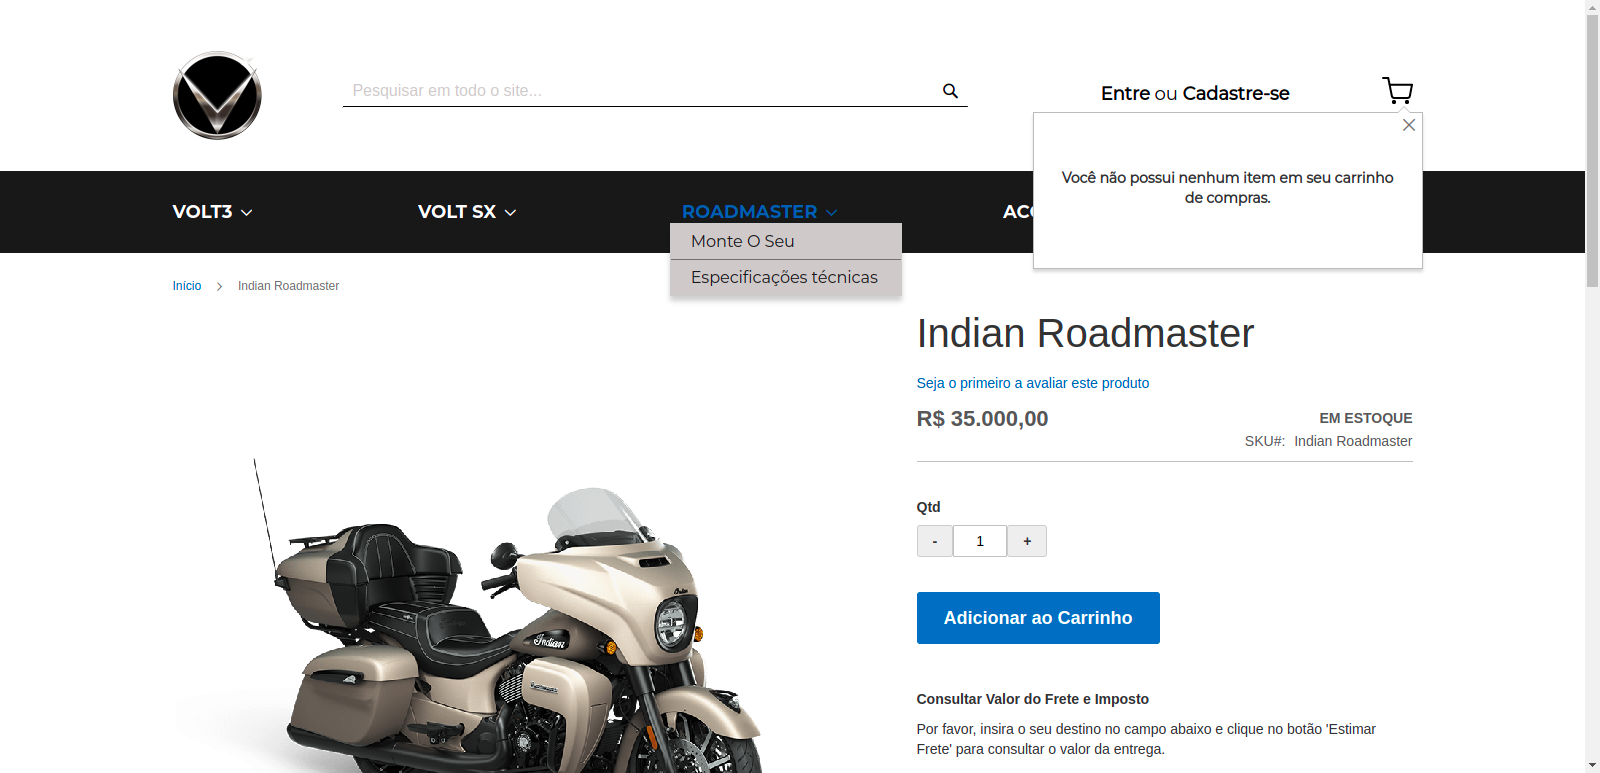 Pesquisar em todo o site...
Entre ou Cadastre-se
Você não possui nenhum item em seu carrinho
de compras.
VOLT3
VOLT SX
ROADMASTER
Monte O Seu
Especificações técnicas
Início
Indian Roadmaster
Indian Roadmaster
Seja o primeiro a avaliar este produto
R$ 35.000,00
EM ESTOQUE
SKU#: Indian Roadmaster
Qtd
- 1 +
Adicionar ao Carrinho
Consultar Valor do Frete e Imposto
Por favor, insira o seu destino no campo abaixo e clique no botão 'Estimar
Frete' para consultar o valor da entrega.
Indian